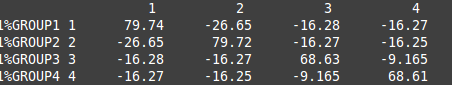 1 2 3 4
1%GROUP1 1 79.74 -26.65 -16.28 -16.27
1%GROUP2 2 -26.65 79.72 -16.27 -16.25
1%GROUP3 3 -16.28 -16.27 68.63 -9.165
1%GROUP4 4 -16.27 -16.25 -9.165 68.61